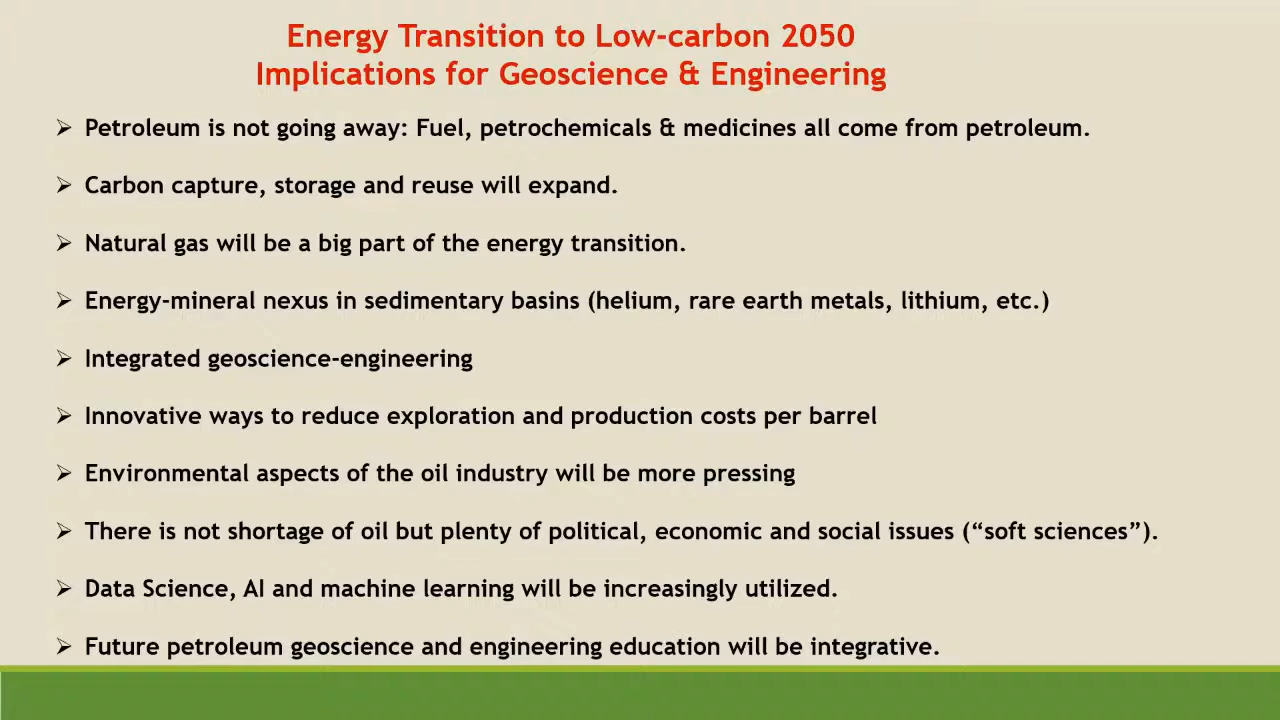 Energy Transition to Low-carbon 2050
Implications for Geoscience & Engineering
➢ Petroleum is not going away: Fuel, petrochemicals & medicines all come from petroleum.
➢ Carbon capture, storage and reuse will expand.
➢ Natural gas will be a big part of the energy transition.
➢ Energy-mineral nexus in sedimentary basins (helium, rare earth metals, lithium, etc.)
➢ Integrated geoscience-engineering
➢ Innovative ways to reduce exploration and production costs per barrel
➢ Environmental aspects of the oil industry will be more pressing
➢ There is not shortage of oil but plenty of political, economic and social issues (“soft sciences”).
➢ Data Science, AI and machine learning will be increasingly utilized.
➢ Future petroleum geoscience and engineering education will be integrative.